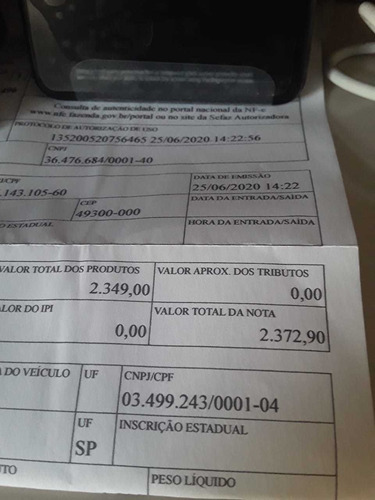 Consulta de autenticidade no portal nacional da NF-e
www.nfe.fazenda.gov.br/portal ou no site da Sefaz Autorizadora
PROTOCOLO DE AUTORIZAÇÃO DE USO
135200520756465 25/06/2020 14:22:56
CNPJ
36.476.684/0001-40
/CPF
.143.105-60
DATA DE EMISSÃO
25/06/2020 14:22
CEP
49300-000
DATA DA ENTRADA/SAÍDA
O ESTADUAL
HORA DA ENTRADA/SAÍDA
VALOR TOTAL DOS PRODUTOS
2.349,00
VALOR APROX. DOS TRIBUTOS
0,00
ALOR DO IPI
0,00
VALOR TOTAL DA NOTA
2.372,90
A DO VEÍCULO
UF
CNPJ/CPF
03.499.243/0001-04
UF
SP
INSCRIÇÃO ESTADUAL
UTO
PESO LÍQUIDO